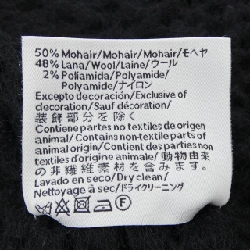 50% Mohair/Mohair/Mohair/モヘヤ
48% Lana/Wool/Laine/ウール
2% Poliamida/Polyamide/
Polyamide/ナイロン
Excepto decoración/Exclusive of
decoration/Sauf décoration/
装飾部分を除く
Contiene partes no textiles de origen
animal/Contains non-textile parts of
animal origin/Contient des parties non
textiles d'origine animale/動物由来
の非繊維素材を含む
Lavado en seco/Dry clean/
Nettoyage à sec/ドライクリーニング